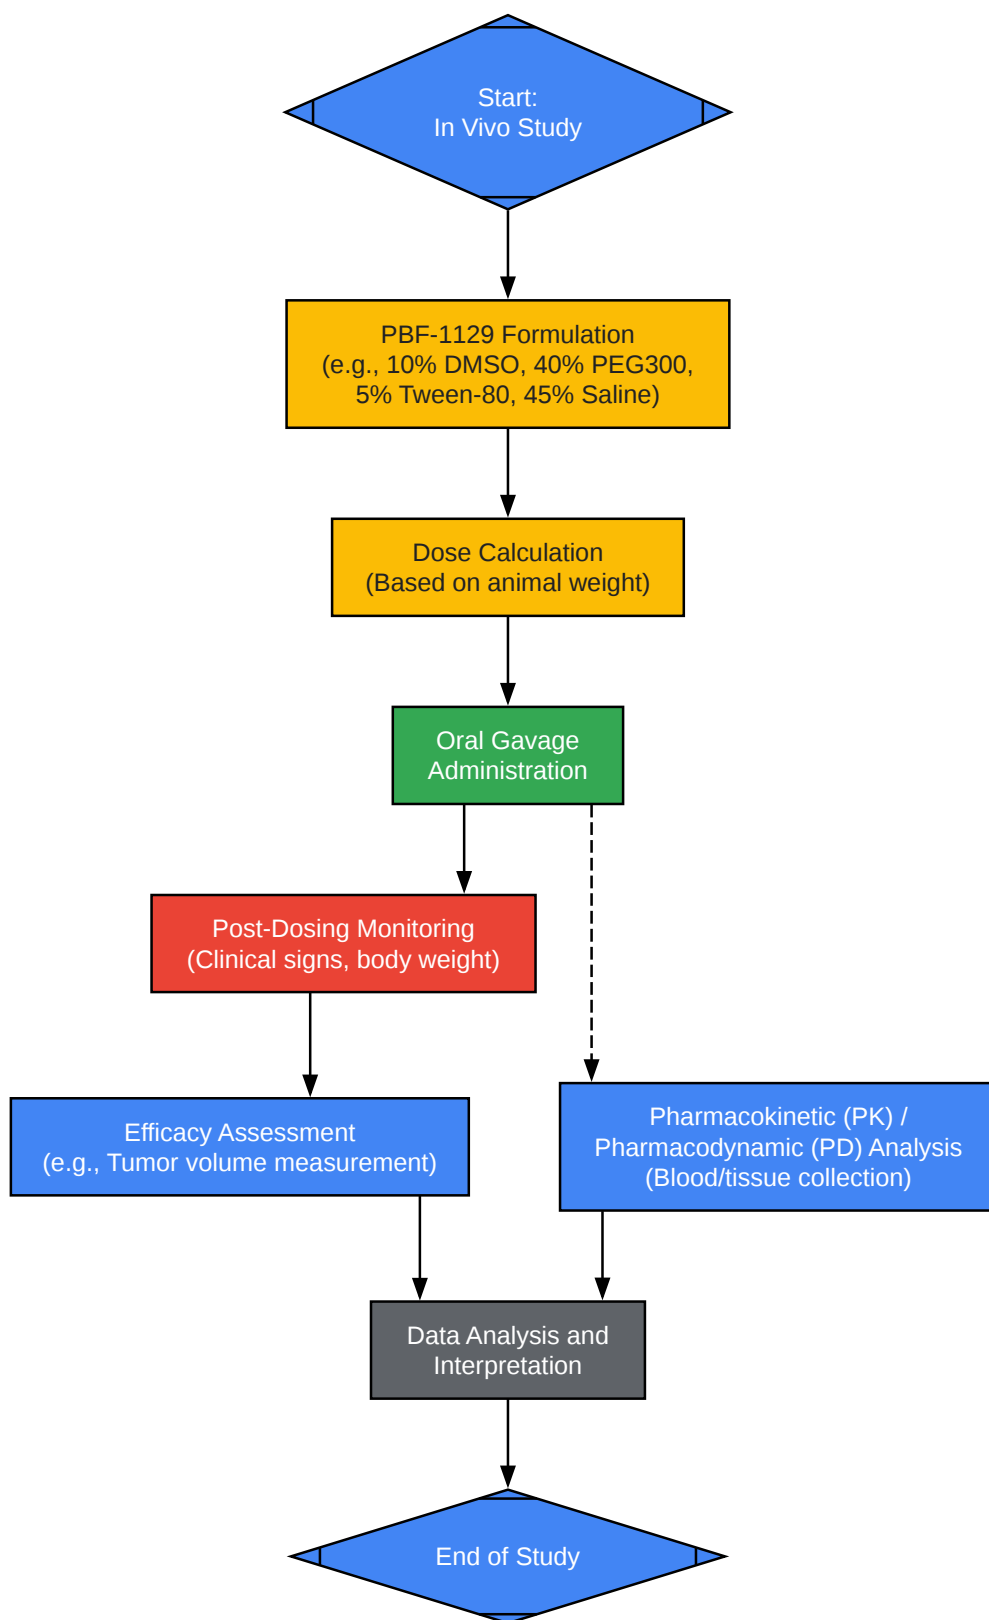 Start:
In Vivo Study
PBF-1129 Formulation
(e.g., 10% DMSO, 40% PEG300,
5% Tween-80, 45% Saline)
Dose Calculation
(Based on animal weight)
Oral Gavage
Administration
Post-Dosing Monitoring
(Clinical signs, body weight)
Efficacy Assessment
(e.g., Tumor volume measurement)
Pharmacokinetic (PK) /
Pharmacodynamic (PD) Analysis
(Blood/tissue collection)
Data Analysis and
Interpretation
End of Study